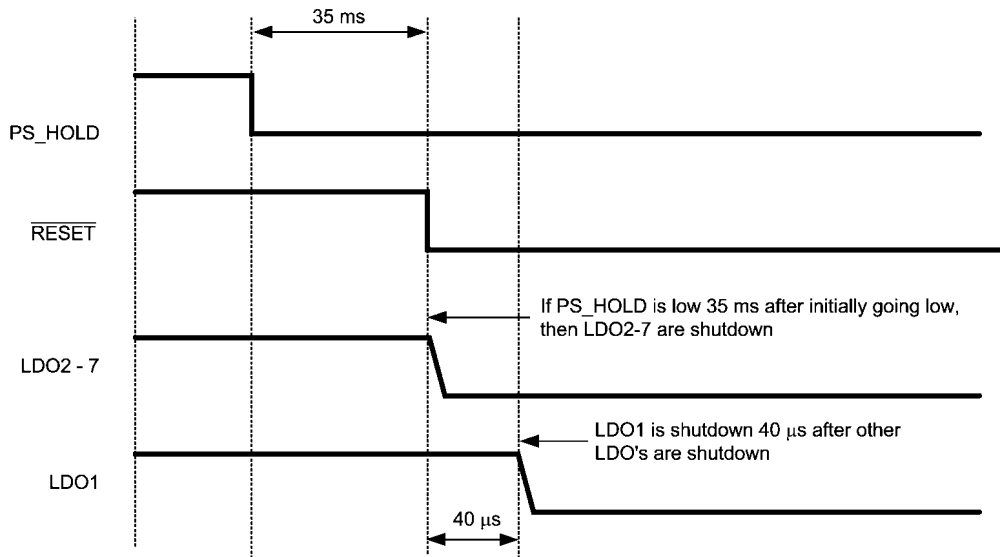 35 ms
PS_HOLD
RESET
If PS_HOLD is low 35 ms after initially going low,
then LDO2-7 are shutdown
LDO2 - 7
LDO1 is shutdown 40 μs after other
LDO's are shutdown
LDO1
40 μs